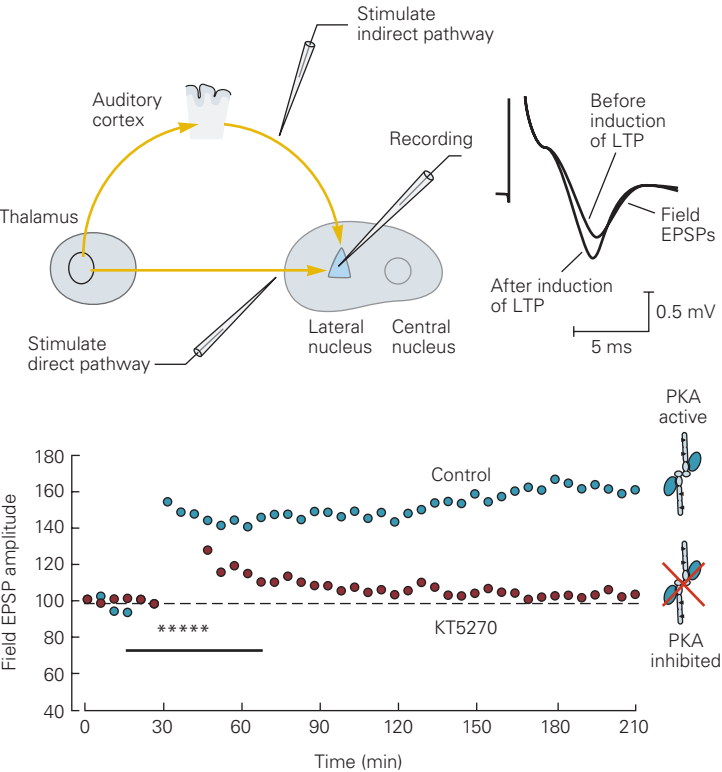 Stimulate
indirect pathway
Auditory
cortex
Before
induction
of LTP
Recording
Thalamus
Field
EPSPs
After induction
of LTP
0.5 mV
5 ms
Lateral
nucleus
Central
nucleus
Stimulate
direct pathway
PKA
active
180
160
140
120
100
80
60
40
Field EPSP amplitude
Control
*****
KT5270
PKA
inhibited
0 30 60 90 120 150 180 210
Time (min)